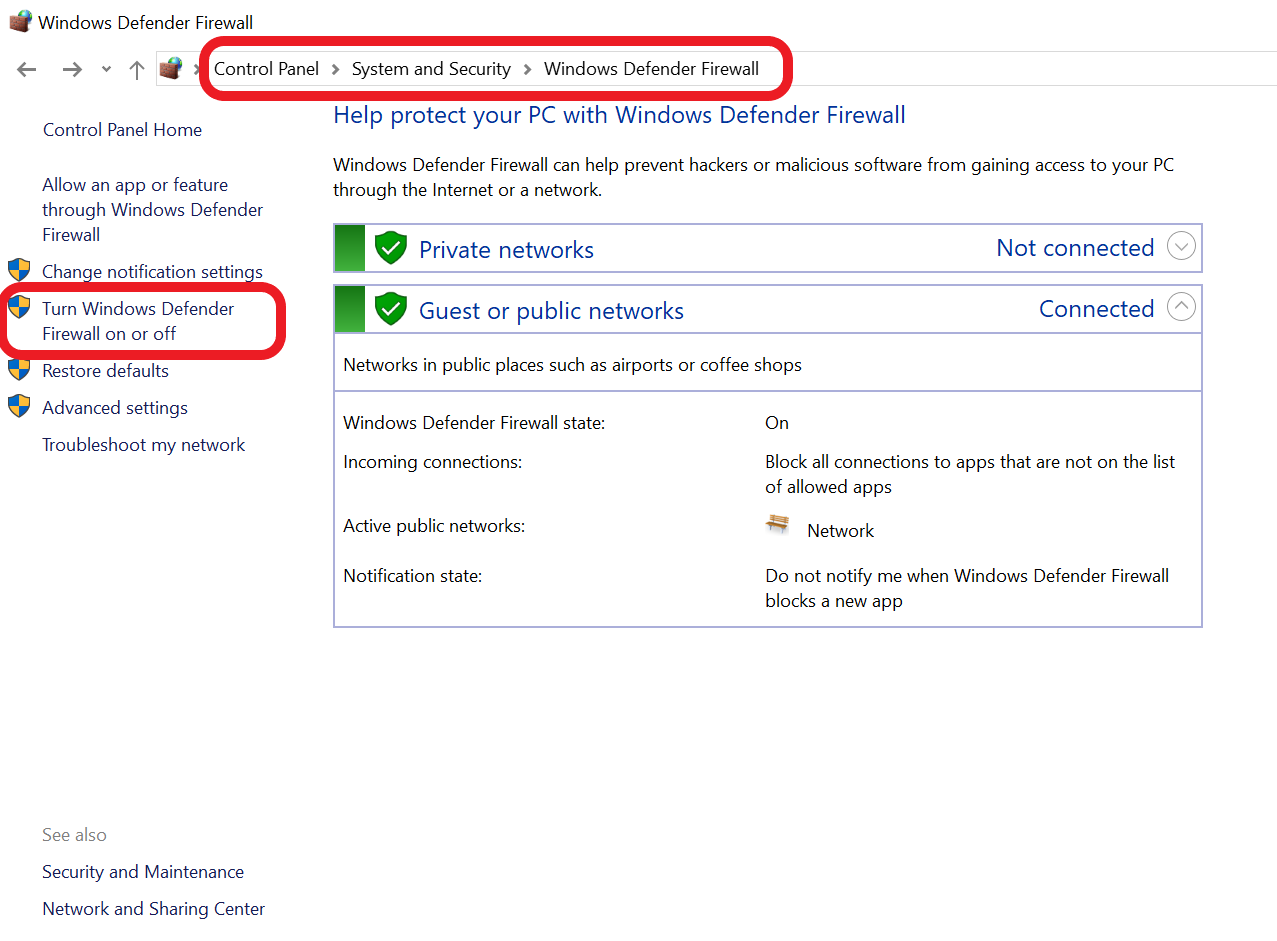 Windows Defender Firewall
Control Panel > System and Security > Windows Defender Firewall
Control Panel Home
Allow an app or feature
through Windows Defender
Firewall
Change notification settings
Turn Windows Defender
Firewall on or off
Restore defaults
Advanced settings
Troubleshoot my network
Help protect your PC with Windows Defender Firewall
Windows Defender Firewall can help prevent hackers or malicious software from gaining access to your PC
through the Internet or a network.
Private networks Not connected
Guest or public networks Connected
Networks in public places such as airports or coffee shops
Windows Defender Firewall state: On
Incoming connections: Block all connections to apps that are not on the list
of allowed apps
Active public networks: Network
Notification state: Do not notify me when Windows Defender Firewall
blocks a new app
See also
Security and Maintenance
Network and Sharing Center